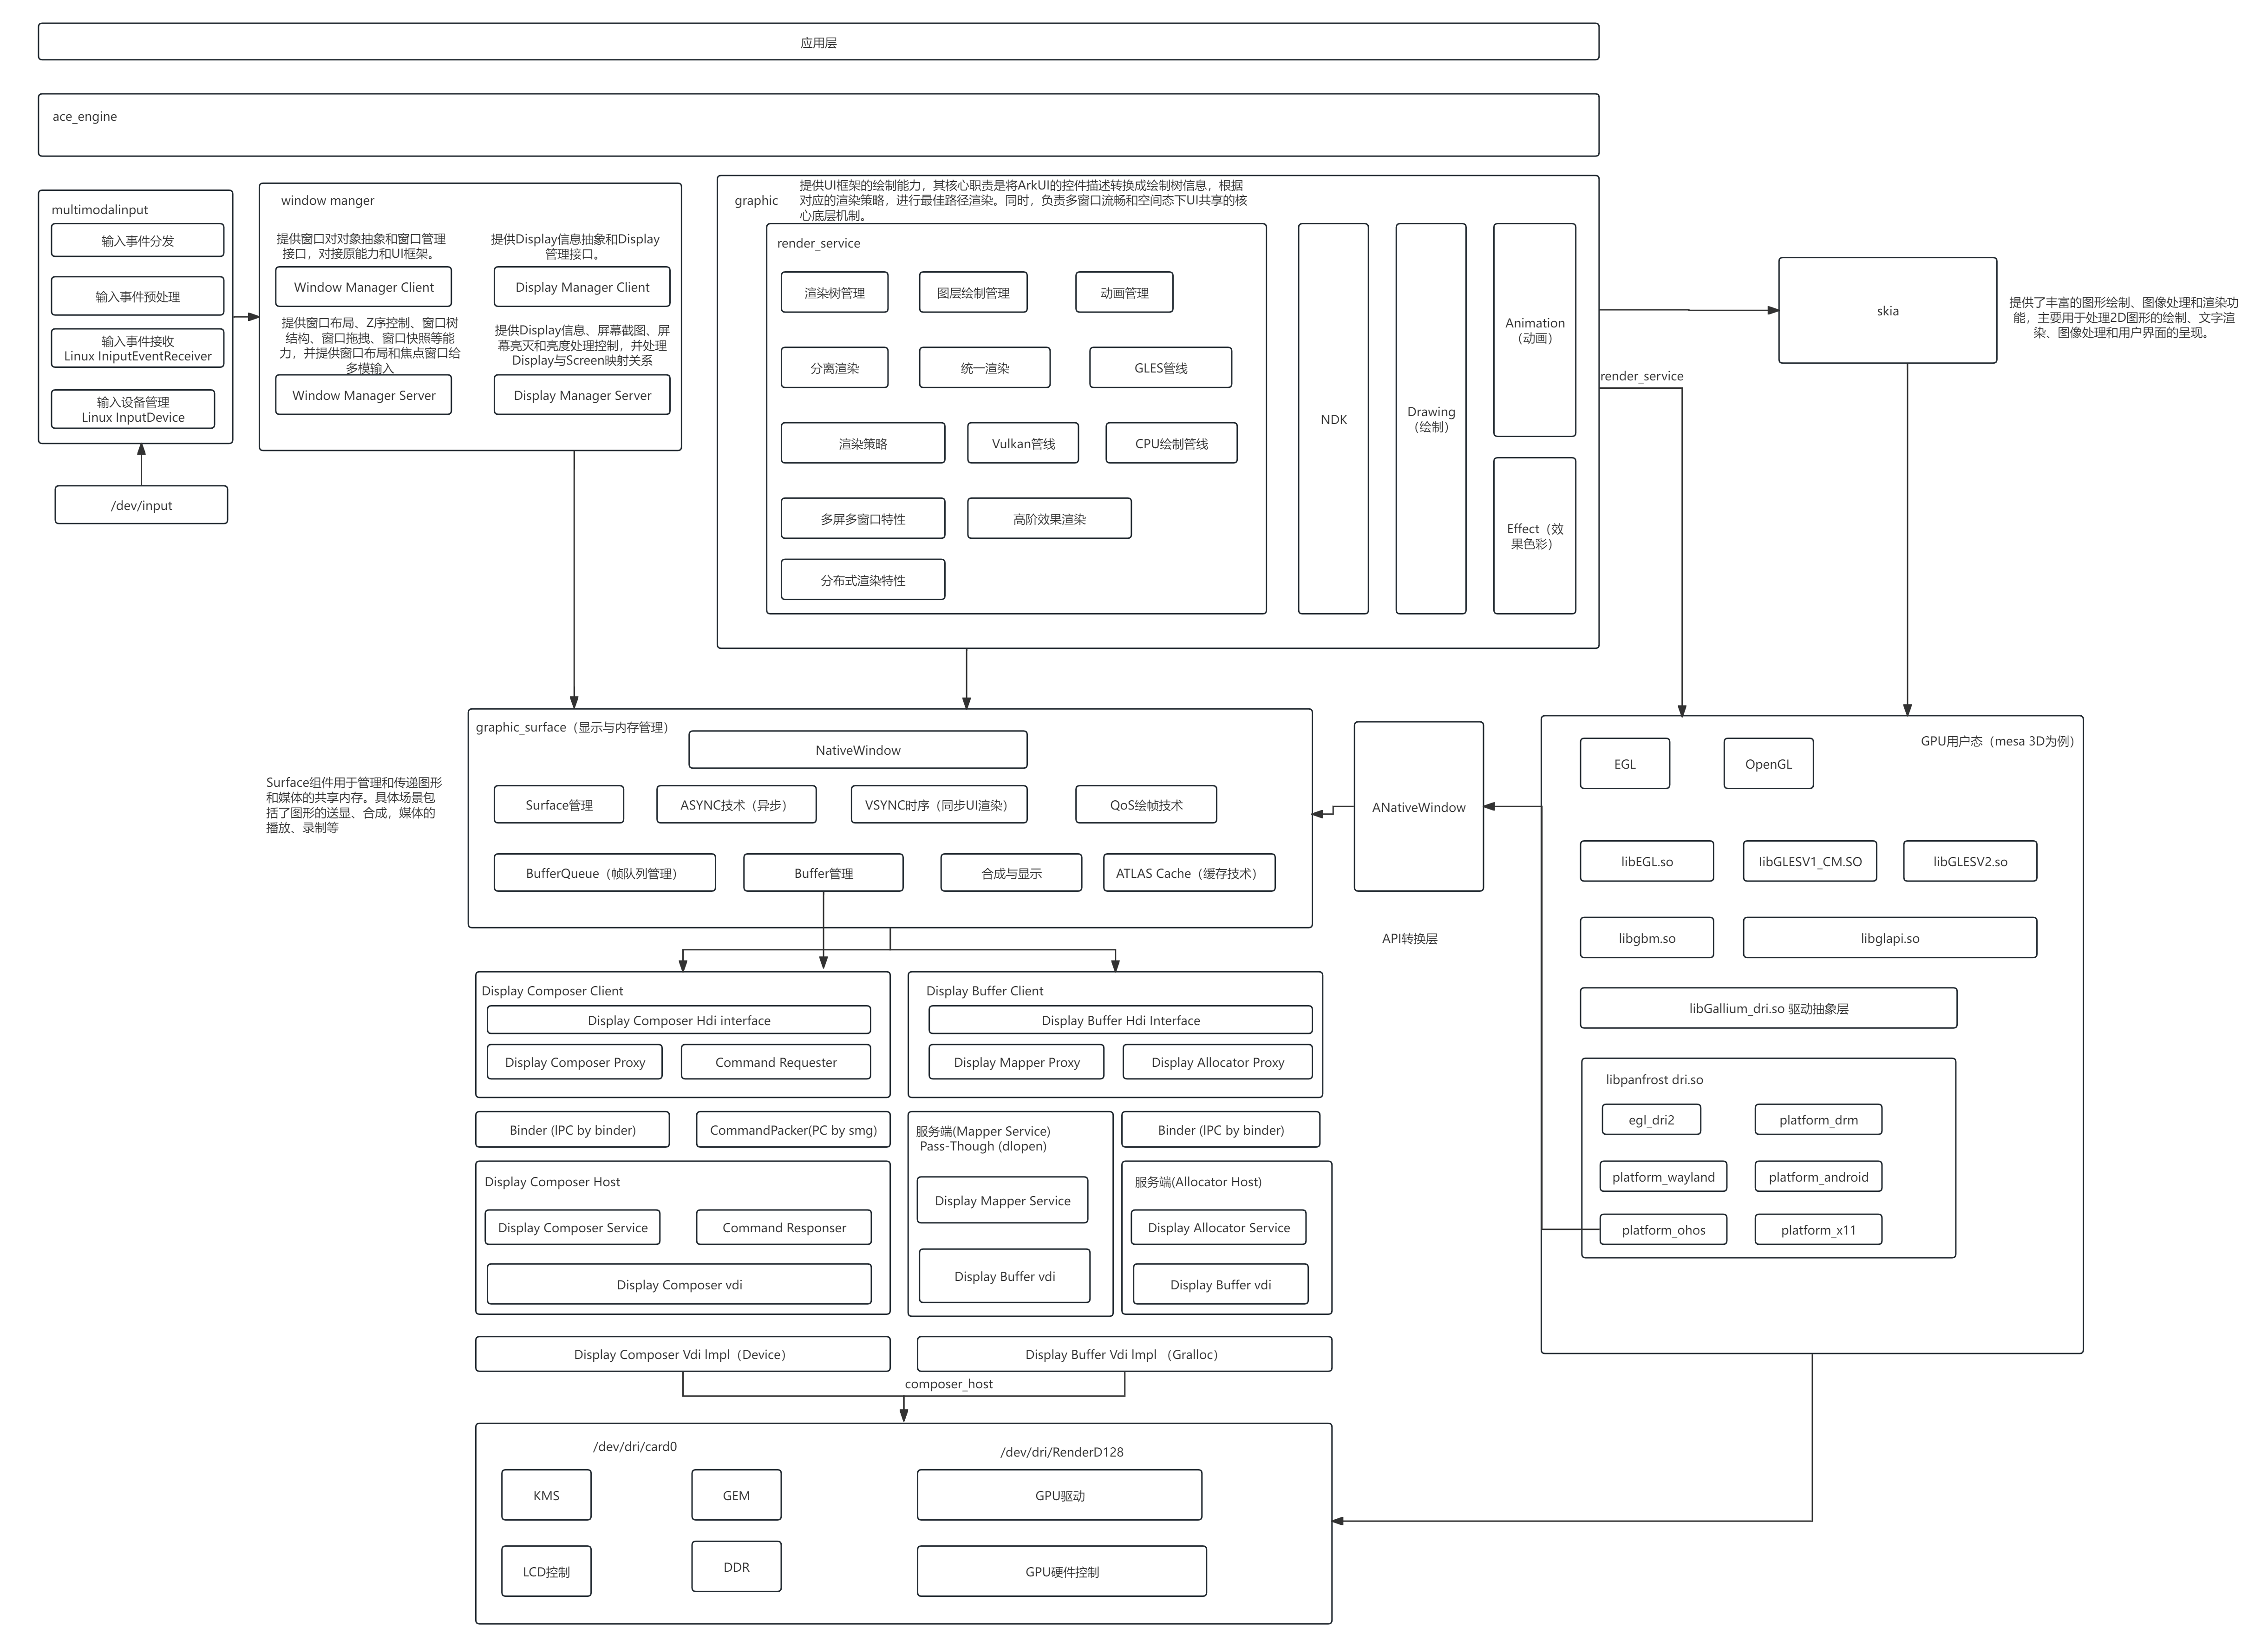 应用层
ace_engine
multimodalinput
输入事件分发
输入事件预处理
输入事件接收
Linux IniputEventReceiver
输入设备管理
Linux InputDevice
/dev/input
window manger
提供窗口对对象抽象和窗口管理
接口，对接原能力和UI框架。
Window Manager Client
提供窗口布局、Z序控制、窗口树
结构、窗口拖拽、窗口快照等能
力，并提供窗口布局和焦点窗口给
多模输入
Window Manager Server
提供Display信息抽象和Display
管理接口。
Display Manager Client
提供Display信息、屏幕截图、屏
幕亮灭和亮度处理控制，并处理
Display与Screen映射关系
Display Manager Server
graphic
提供UI框架的绘制能力，其核心职责是将ArkUI的控件描述转换成绘制树信息，根据
对应的渲染策略，进行最佳路径渲染。同时，负责多窗口流畅和空间态下UI共享的核
心底层机制。
render_service
渲染树管理
图层绘制管理
动画管理
分离渲染
统一渲染
GLES管线
渲染策略
Vulkan管线
CPU绘制管线
多屏多窗口特性
高阶效果渲染
分布式渲染特性
NDK
Drawing
（绘制）
Animation
（动画）
Effect（效
果色彩）
skia
提供了丰富的图形绘制、图像处理和渲染功
能，主要用于处理2D图形的绘制、文字渲
染、图像处理和用户界面的呈现。
render_service
graphic_surface（显示与内存管理）
NativeWindow
Surface管理
ASYNC技术（异步）
VSYNC时序（同步UI渲染）
QoS绘帧技术
BufferQueue（帧队列管理）
Buffer管理
合成与显示
ATLAS Cache（缓存技术）
Surface组件用于管理和传递图形
和媒体的共享内存。具体场景包
括了图形的送显、合成，媒体的
播放、录制等
ANativeWindow
API转换层
GPU用户态（mesa 3D为例）
EGL
OpenGL
libEGL.so
libGLESV1_CM.SO
libGLESV2.so
libgbm.so
libglapi.so
libGallium_dri.so 驱动抽象层
libpanfrost dri.so
egl_dri2
platform_drm
platform_wayland
platform_android
platform_ohos
platform_x11
Display Composer Client
Display Composer Hdi interface
Display Composer Proxy
Command Requester
Display Buffer Client
Display Buffer Hdi Interface
Display Mapper Proxy
Display Allocator Proxy
Binder (lPC by binder)
CommandPacker(PC by smg)
服务端(Mapper Service)
Pass-Though (dlopen)
Display Mapper Service
Display Buffer vdi
Binder (lPC by binder)
Display Composer Host
Display Composer Service
Command Responser
Display Composer vdi
服务端(Allocator Host)
Display Allocator Service
Display Buffer vdi
Display Composer Vdi lmpl（Device）
Display Buffer Vdi lmpl （Gralloc）
composer_host
/dev/dri/card0
/dev/dri/RenderD128
KMS
GEM
GPU驱动
LCD控制
DDR
GPU硬件控制